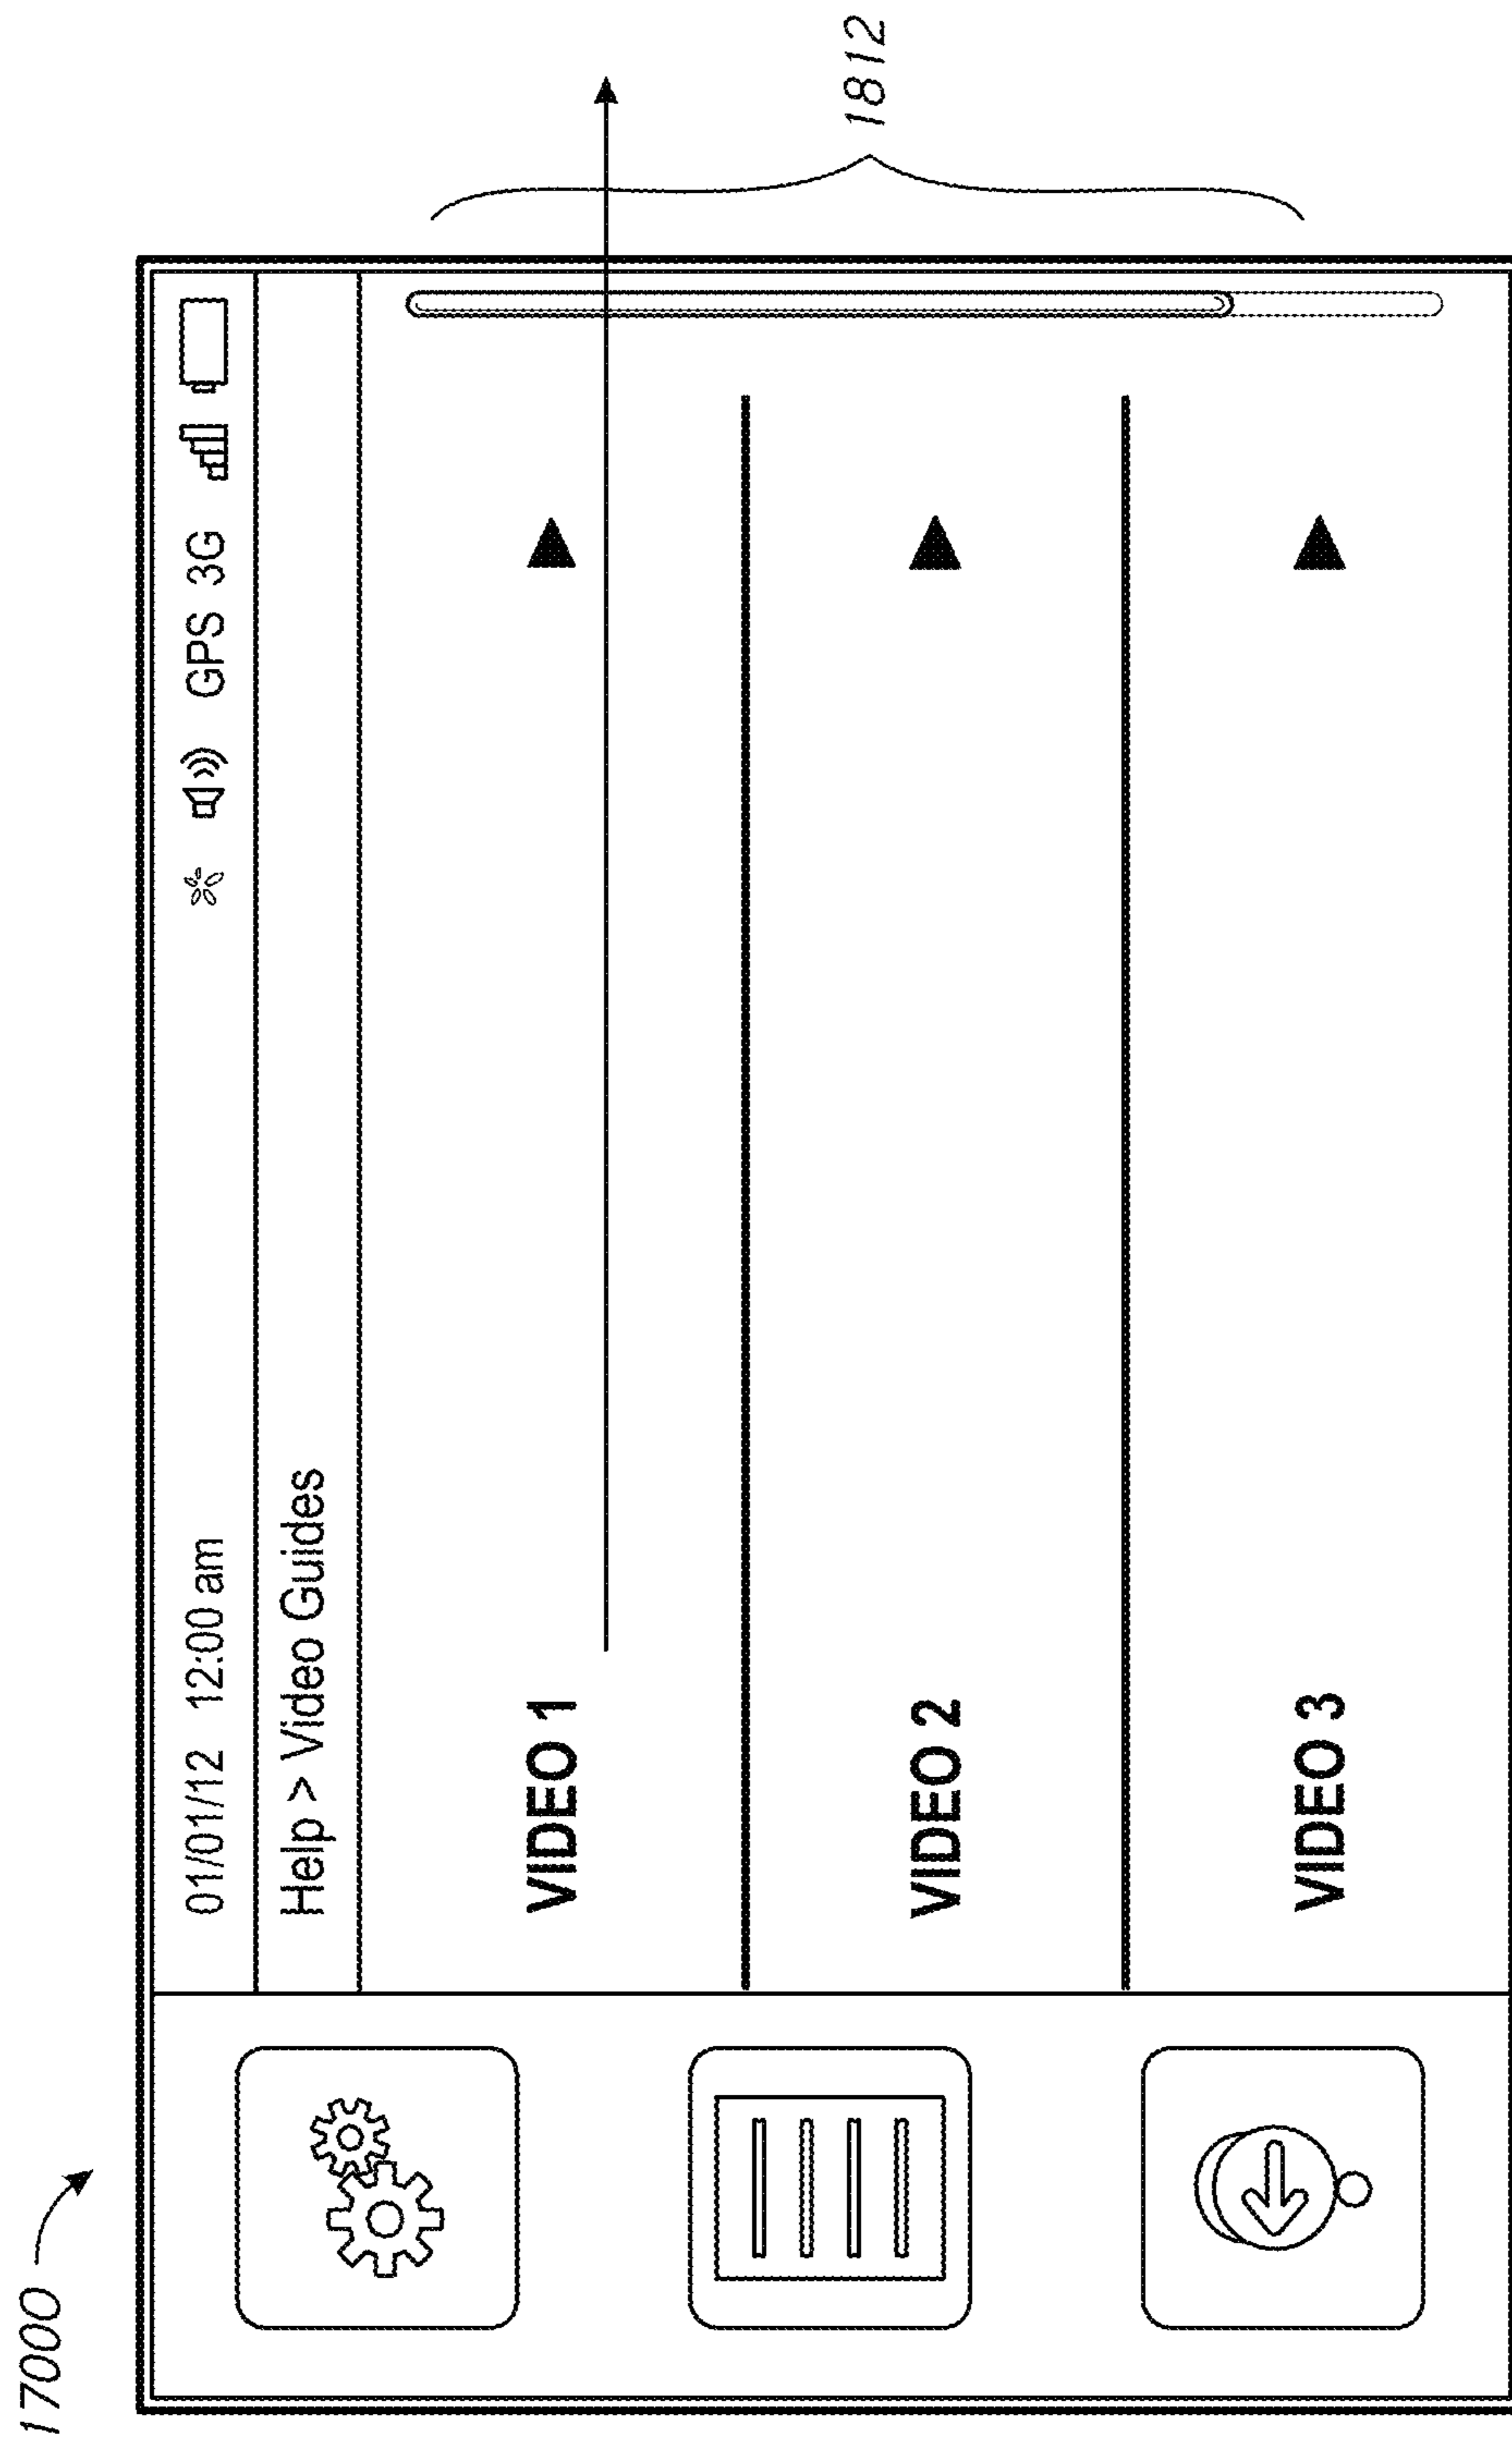 17000
01/01/12 12:00 am GPS 3G
Help > Video Guides
VIDEO 1
VIDEO 2
VIDEO 3
1812